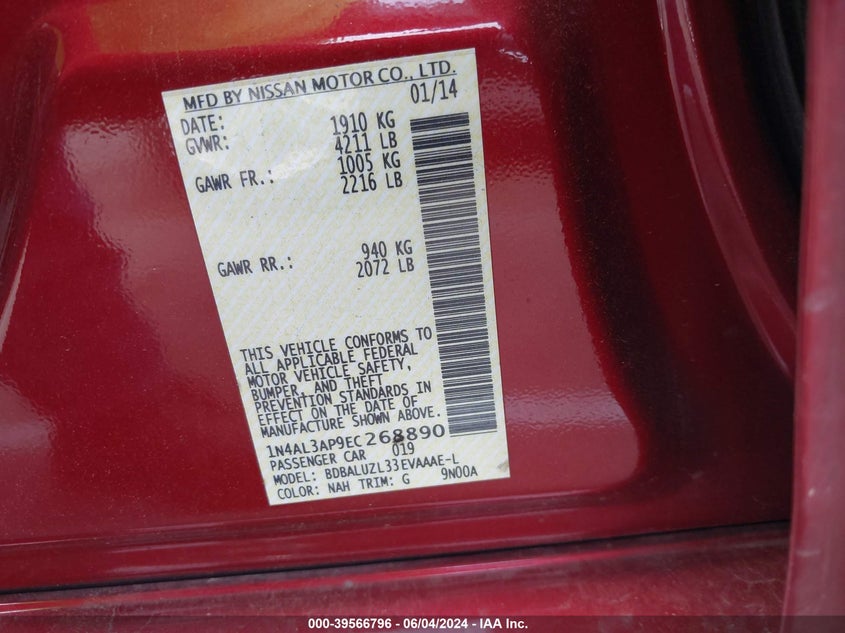 MFD BY NISSAN MOTOR CO., LTD.
DATE: 01/14
GVWR: 1910 KG
4211 LB
GAWR FR.: 1005 KG
2216 LB
GAWR RR.: 940 KG
2072 LB
THIS VEHICLE CONFORMS TO
ALL APPLICABLE FEDERAL
MOTOR VEHICLE SAFETY,
BUMPER, AND THEFT
PREVENTION STANDARDS IN
EFFECT ON THE DATE OF
MANUFACTURE SHOWN ABOVE.
1N4AL3AP9EC268890
PASSENGER CAR 019
MODEL: BDBALUZL33EVAAAE-L
COLOR: NAH TRIM: G 9N00A
000-39566796 - 06/04/2024 - IAA Inc.